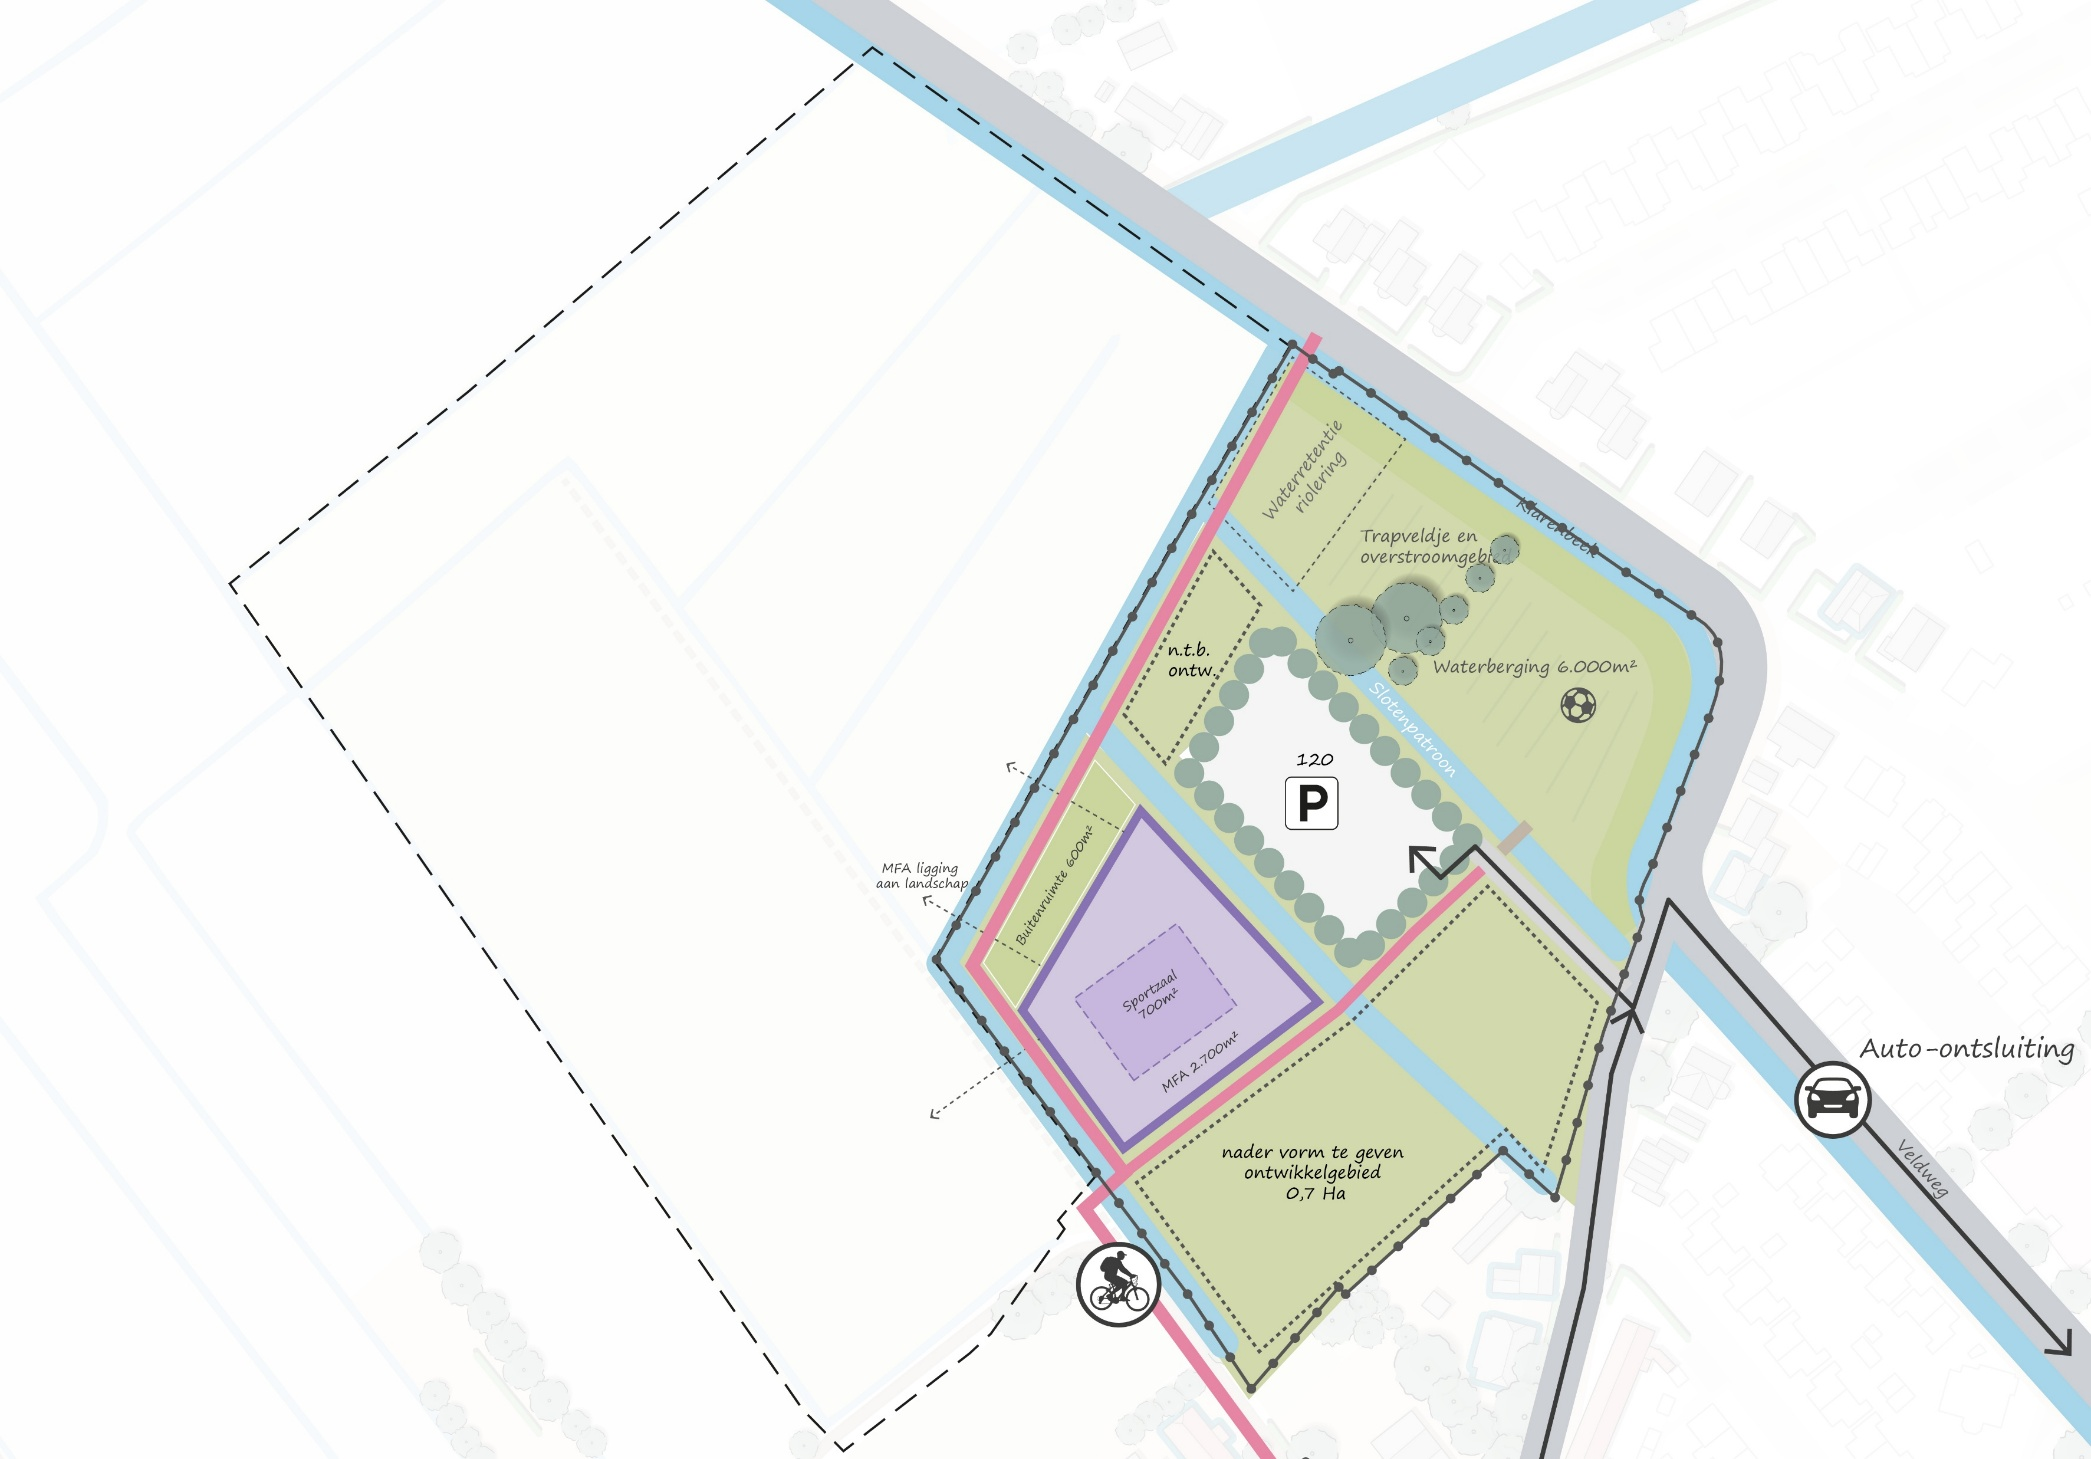 Waterretentie
riolering
Klarenbeek
Trapveldje en
overstroomgebied
n.t.b.
ontw.
Waterberging 6.000m²
Slotenpatroon
120
P
Buitenruimte 600m²
MFA ligging
aan landschap
Sportzaal
700m²
MFA 2.700m²
Auto-ontsluiting
Veldweg
nader vorm te geven
ontwikkelgebied
0,7 Ha